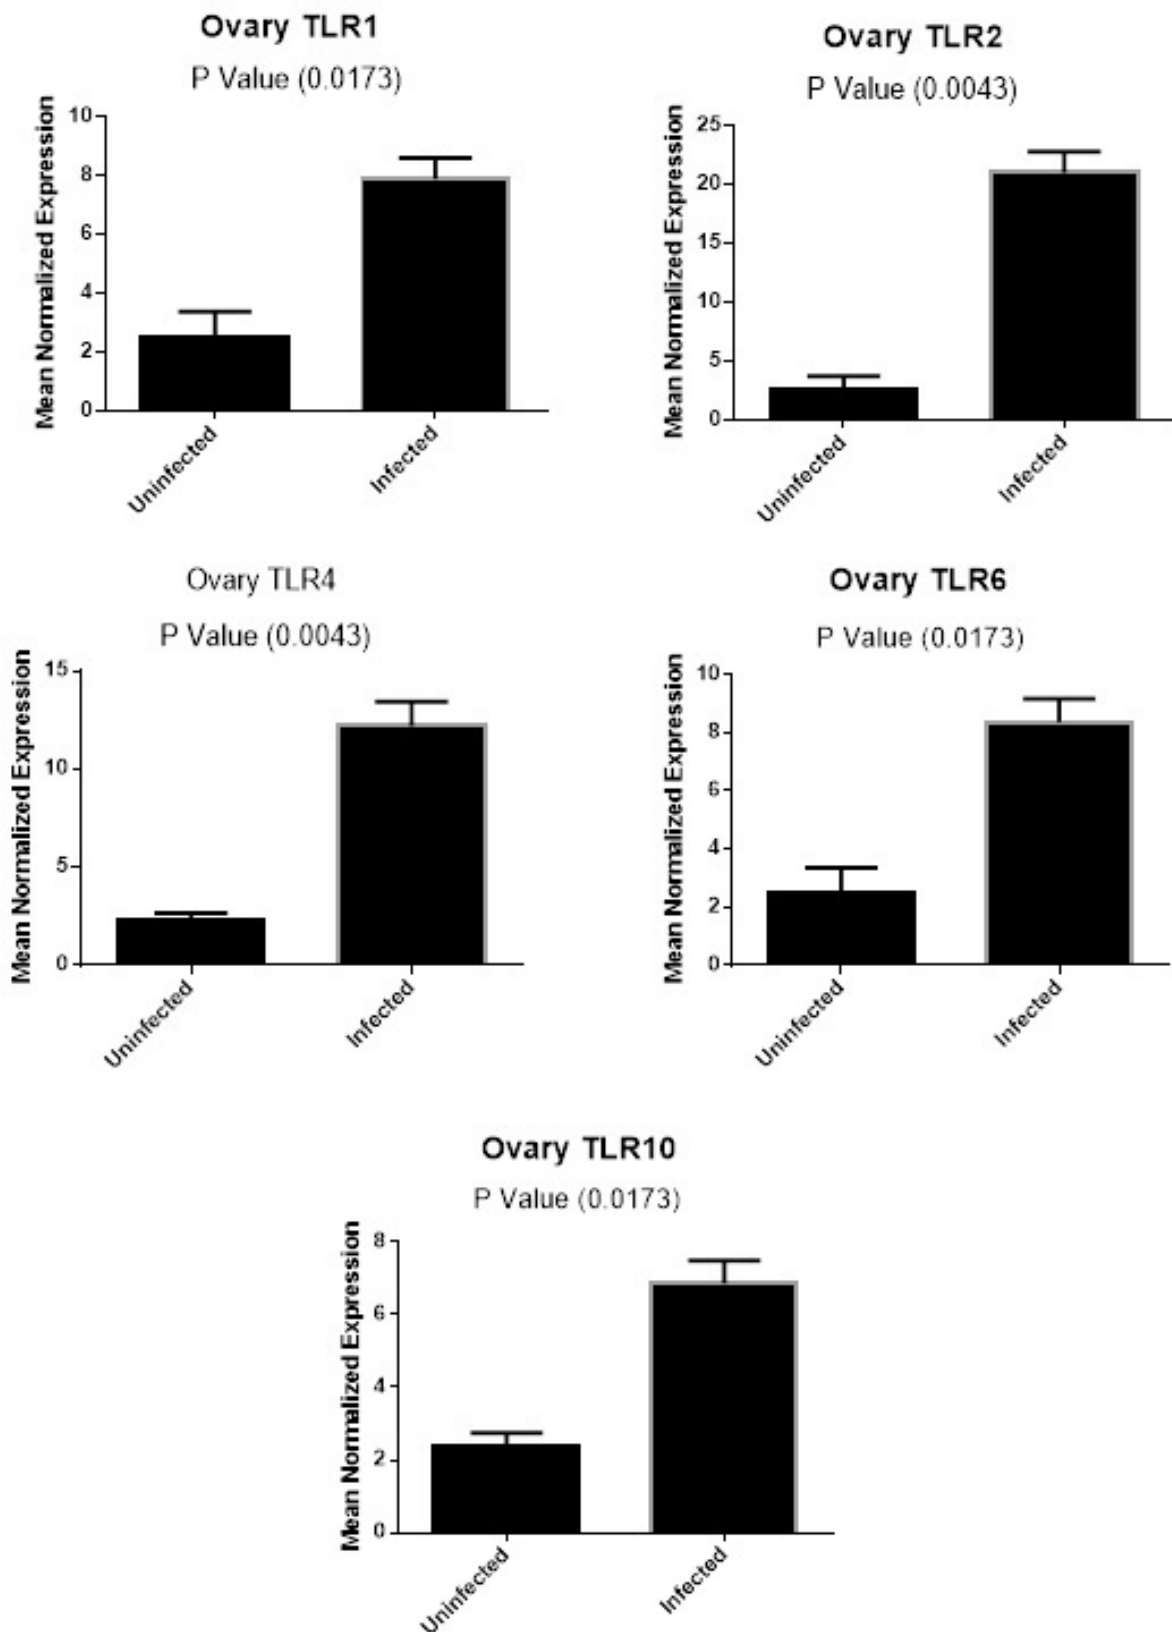 Ovary TLR1
P Value (0.0173)
Mean Normalized Expression
10
8
6
4
2
0
Uninfected
Infected
Ovary TLR2
P Value (0.0043)
Mean Normalized Expression
25
20
15
10
5
0
Uninfected
Infected
Ovary TLR4
P Value (0.0043)
Mean Normalized Expression
15
10
5
0
Uninfected
Infected
Ovary TLR6
P Value (0.0173)
Mean Normalized Expression
10
8
6
4
2
0
Uninfected
Infected
Ovary TLR10
P Value (0.0173)
Mean Normalized Expression
8
6
4
2
0
Uninfected
Infected